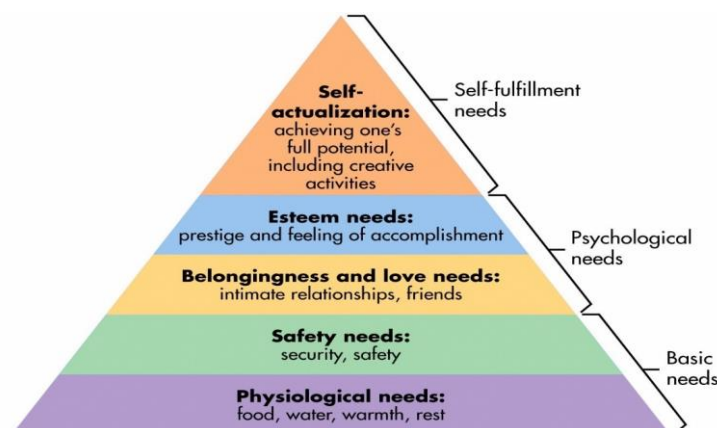 Self-
actualization:
achieving one's
full potential,
including creative
activities
Self-fulfillment
needs
Esteem needs:
prestige and feeling of accomplishment
Psychological
needs
Belongingness and love needs:
intimate relationships, friends
Safety needs:
security, safety
Basic
needs
Physiological needs:
food, water, warmth, rest